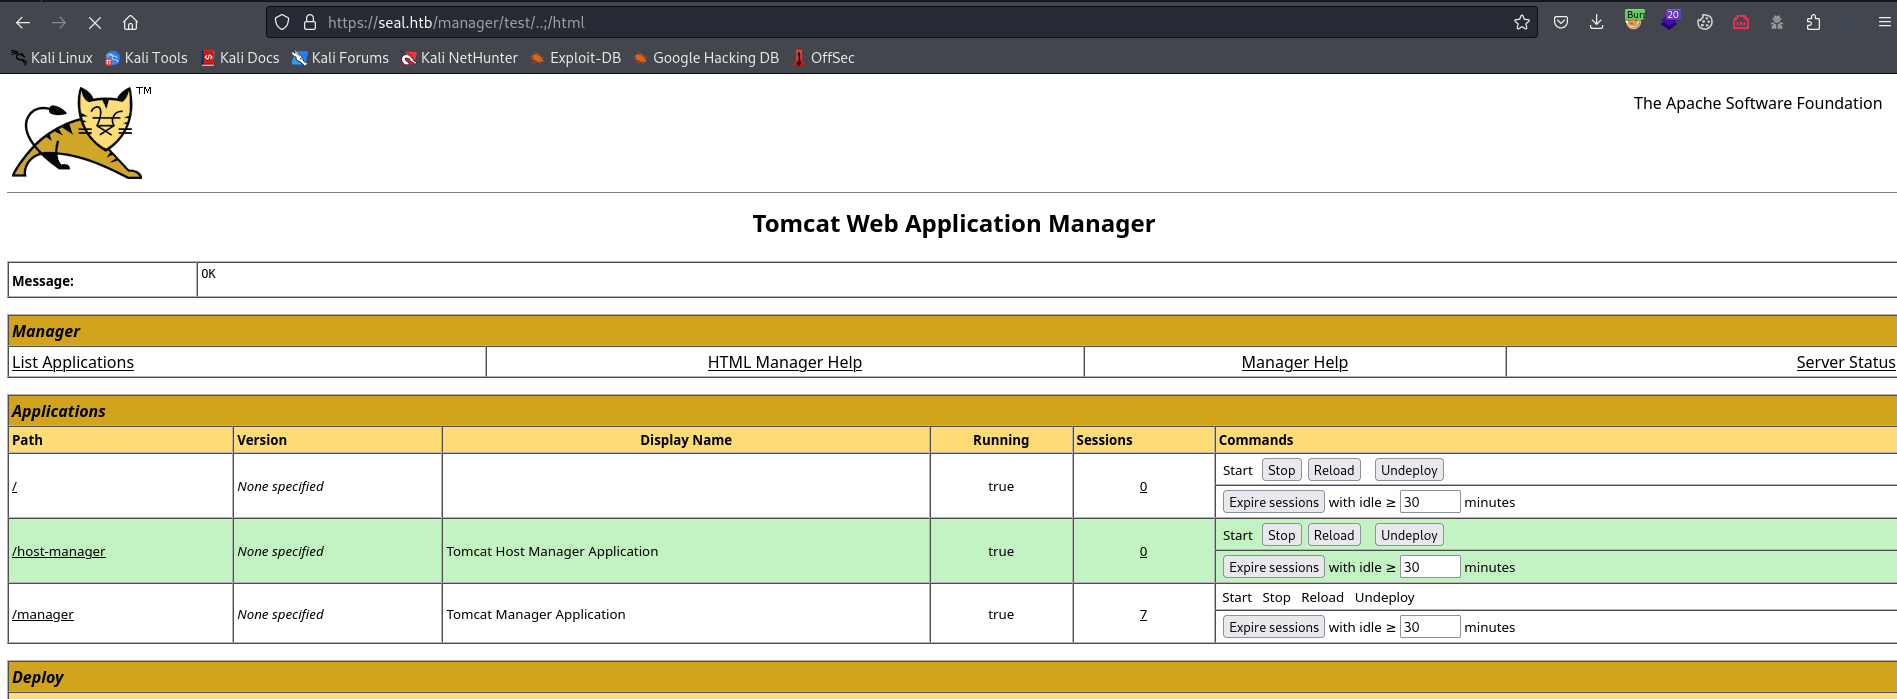 https://seal.htb/manager/test/..;/html
Burp
20
Kali Linux Kali Tools Kali Docs Kali Forums Kali NetHunter Exploit-DB Google Hacking DB OffSec
TM
The Apache Software Foundation
Tomcat Web Application Manager
Message: OK
Manager
List Applications HTML Manager Help Manager Help Server Status
Applications
Path Version Display Name Running Sessions Commands
/ None specified true 0 Start Stop Reload Undeploy
Expire sessions with idle ≥ 30 minutes
/host-manager None specified Tomcat Host Manager Application true 0 Start Stop Reload Undeploy
Expire sessions with idle ≥ 30 minutes
/manager None specified Tomcat Manager Application true 7 Start Stop Reload Undeploy
Expire sessions with idle ≥ 30 minutes
Deploy